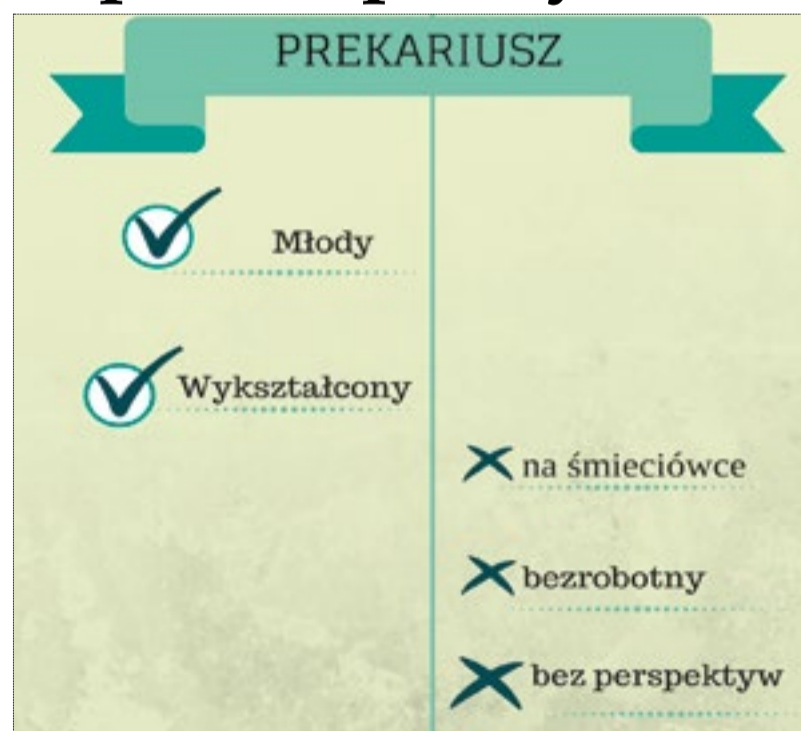 PREKARIUSZ
Młody
Wykształcony
na śmieciówce
bezrobotny
bez perspektyw